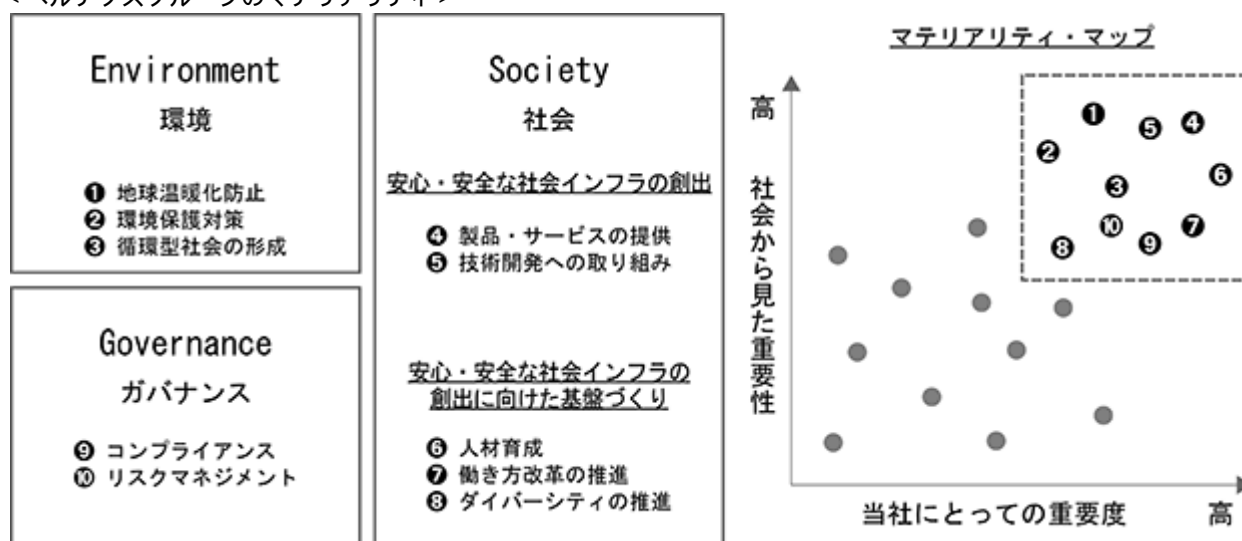 Environment
環境
❶ 地球温暖化防止
❷ 環境保護対策
❸ 循環型社会の形成
Governance
ガバナンス
❾ コンプライアンス
❿ リスクマネジメント
Society
社会
安心・安全な社会インフラの創出
❹ 製品・サービスの提供
❺ 技術開発への取り組み
安心・安全な社会インフラの
創出に向けた基盤づくり
❻ 人材育成
❼ 働き方改革の推進
❽ ダイバーシティの推進
マテリアリティ・マップ
高
社会から見た重要性
❶
❺ ❹
❷
❸
❻
❿
❼
❽
❾
当社にとっての重要度
高